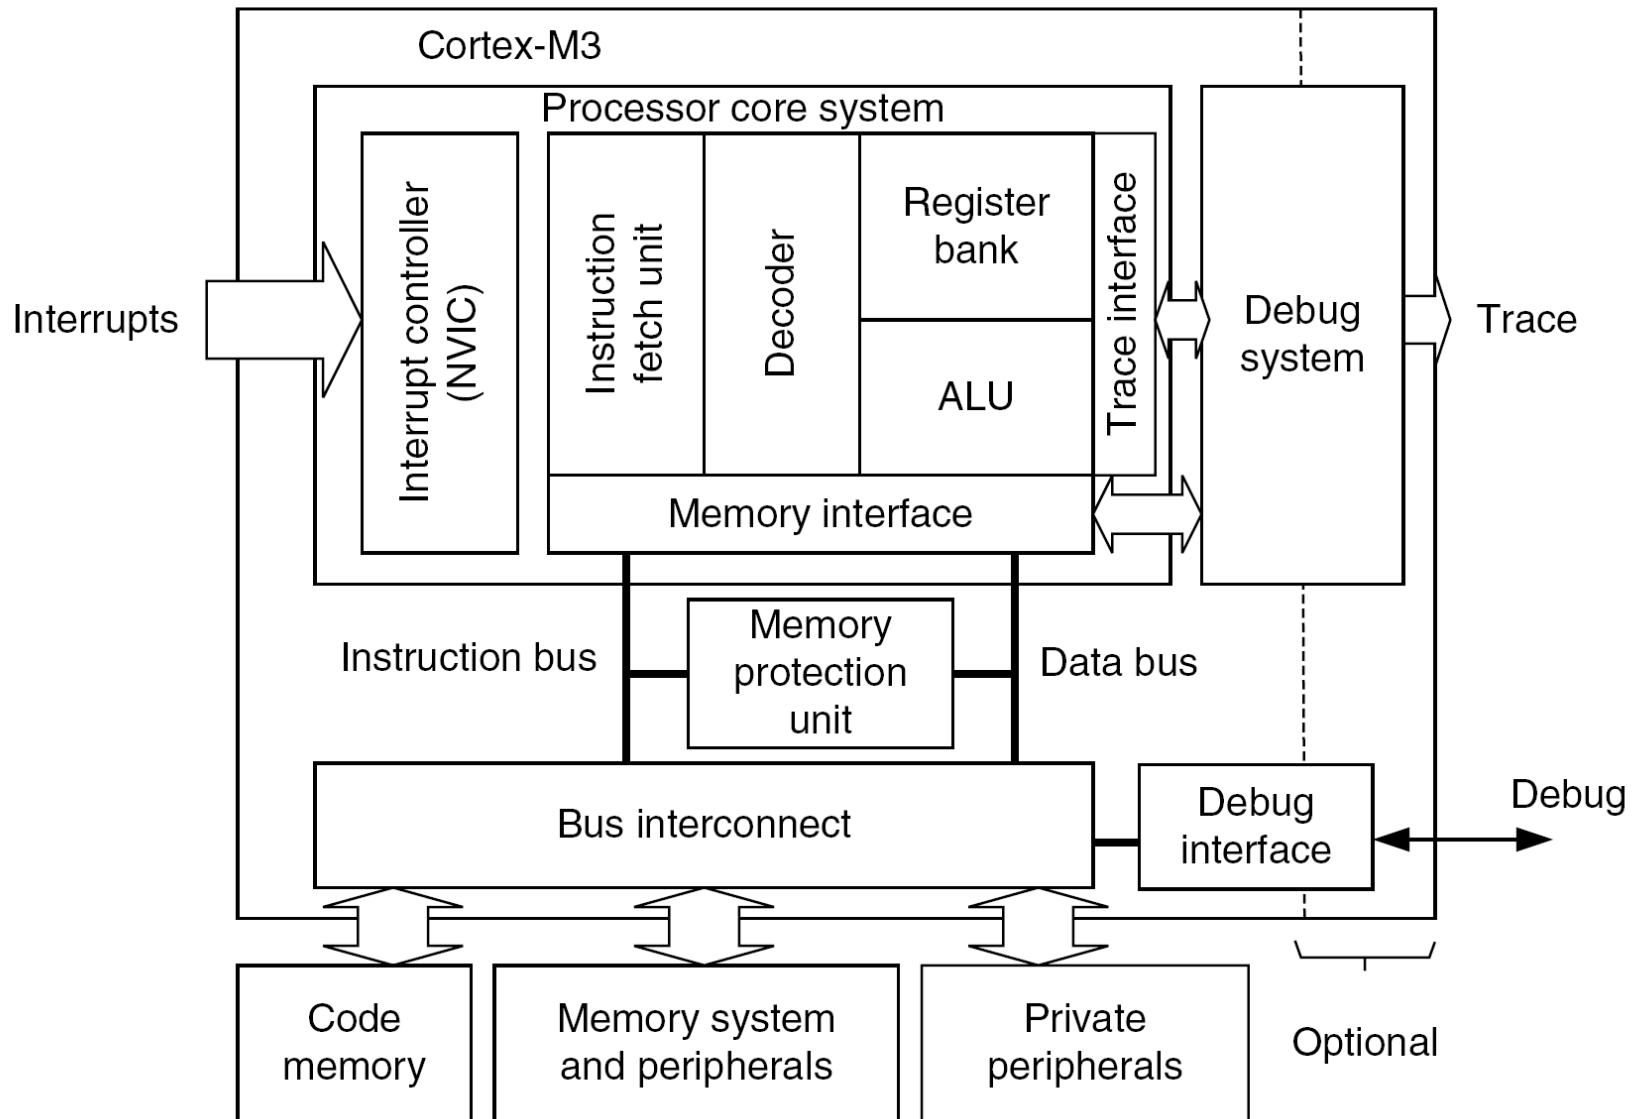 Cortex-M3
Processor core system
Interrupts
Interrupt controller
(NVIC)
Instruction
fetch unit
Decoder
Register
bank
ALU
Trace interface
Debug
system
Trace
Memory interface
Instruction bus
Memory
protection
unit
Data bus
Bus interconnect
Debug
interface
Debug
Code
memory
Memory system
and peripherals
Private
peripherals
Optional